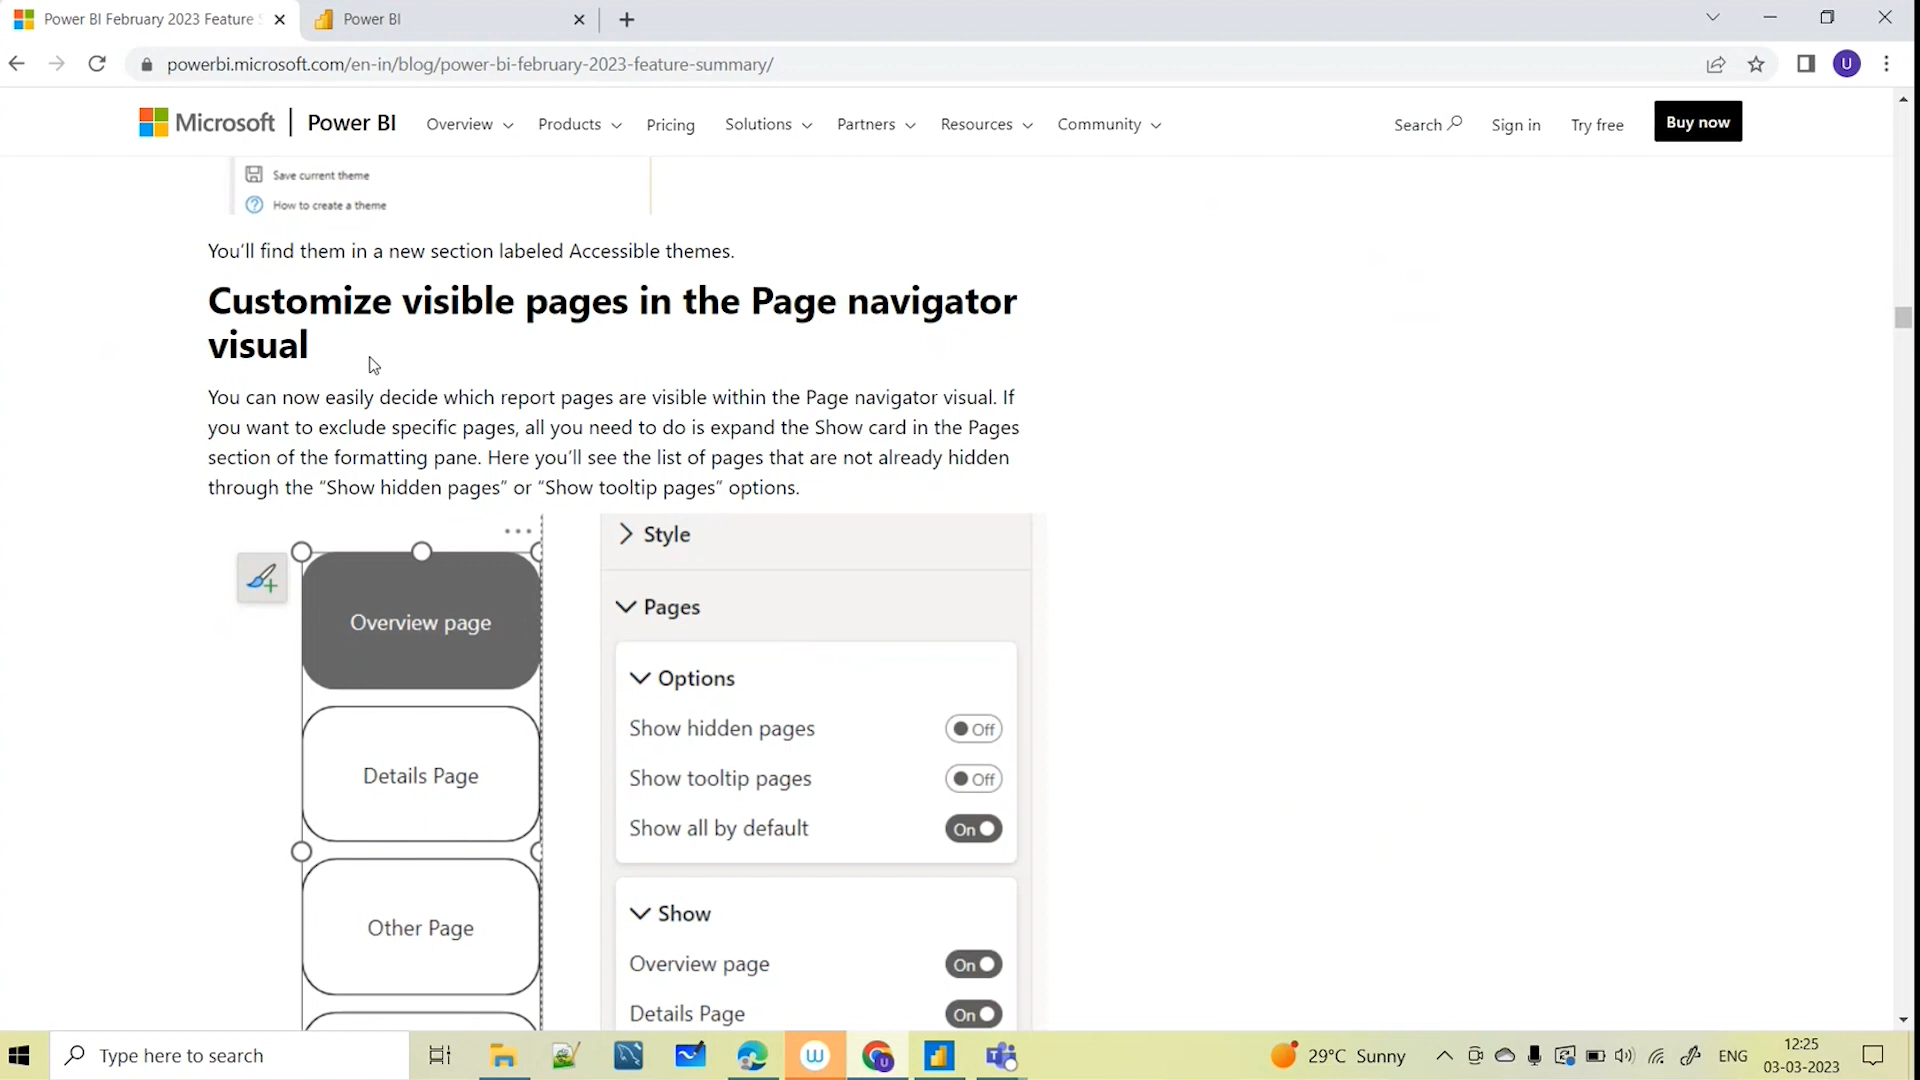 Power BI February 2023 Feature S
Power BI
powerbi.microsoft.com/en-in/blog/power-bi-february-2023-feature-summary/
U
Microsoft | Power BI
Overview
Products
Pricing
Solutions
Partners
Resources
Community
Search
Sign in
Try free
Buy now
Save current theme
How to create a theme
You'll find them in a new section labeled Accessible themes.
Customize visible pages in the Page navigator
visual
You can now easily decide which report pages are visible within the Page navigator visual. If
you want to exclude specific pages, all you need to do is expand the Show card in the Pages
section of the formatting pane. Here you'll see the list of pages that are not already hidden
through the “Show hidden pages” or “Show tooltip pages” options.
Overview page
Details Page
Other Page
Style
Pages
Options
Show hidden pages Off
Show tooltip pages Off
Show all by default On
Show
Overview page On
Details Page On
Type here to search
29°C Sunny
ENG
12:25
03-03-2023